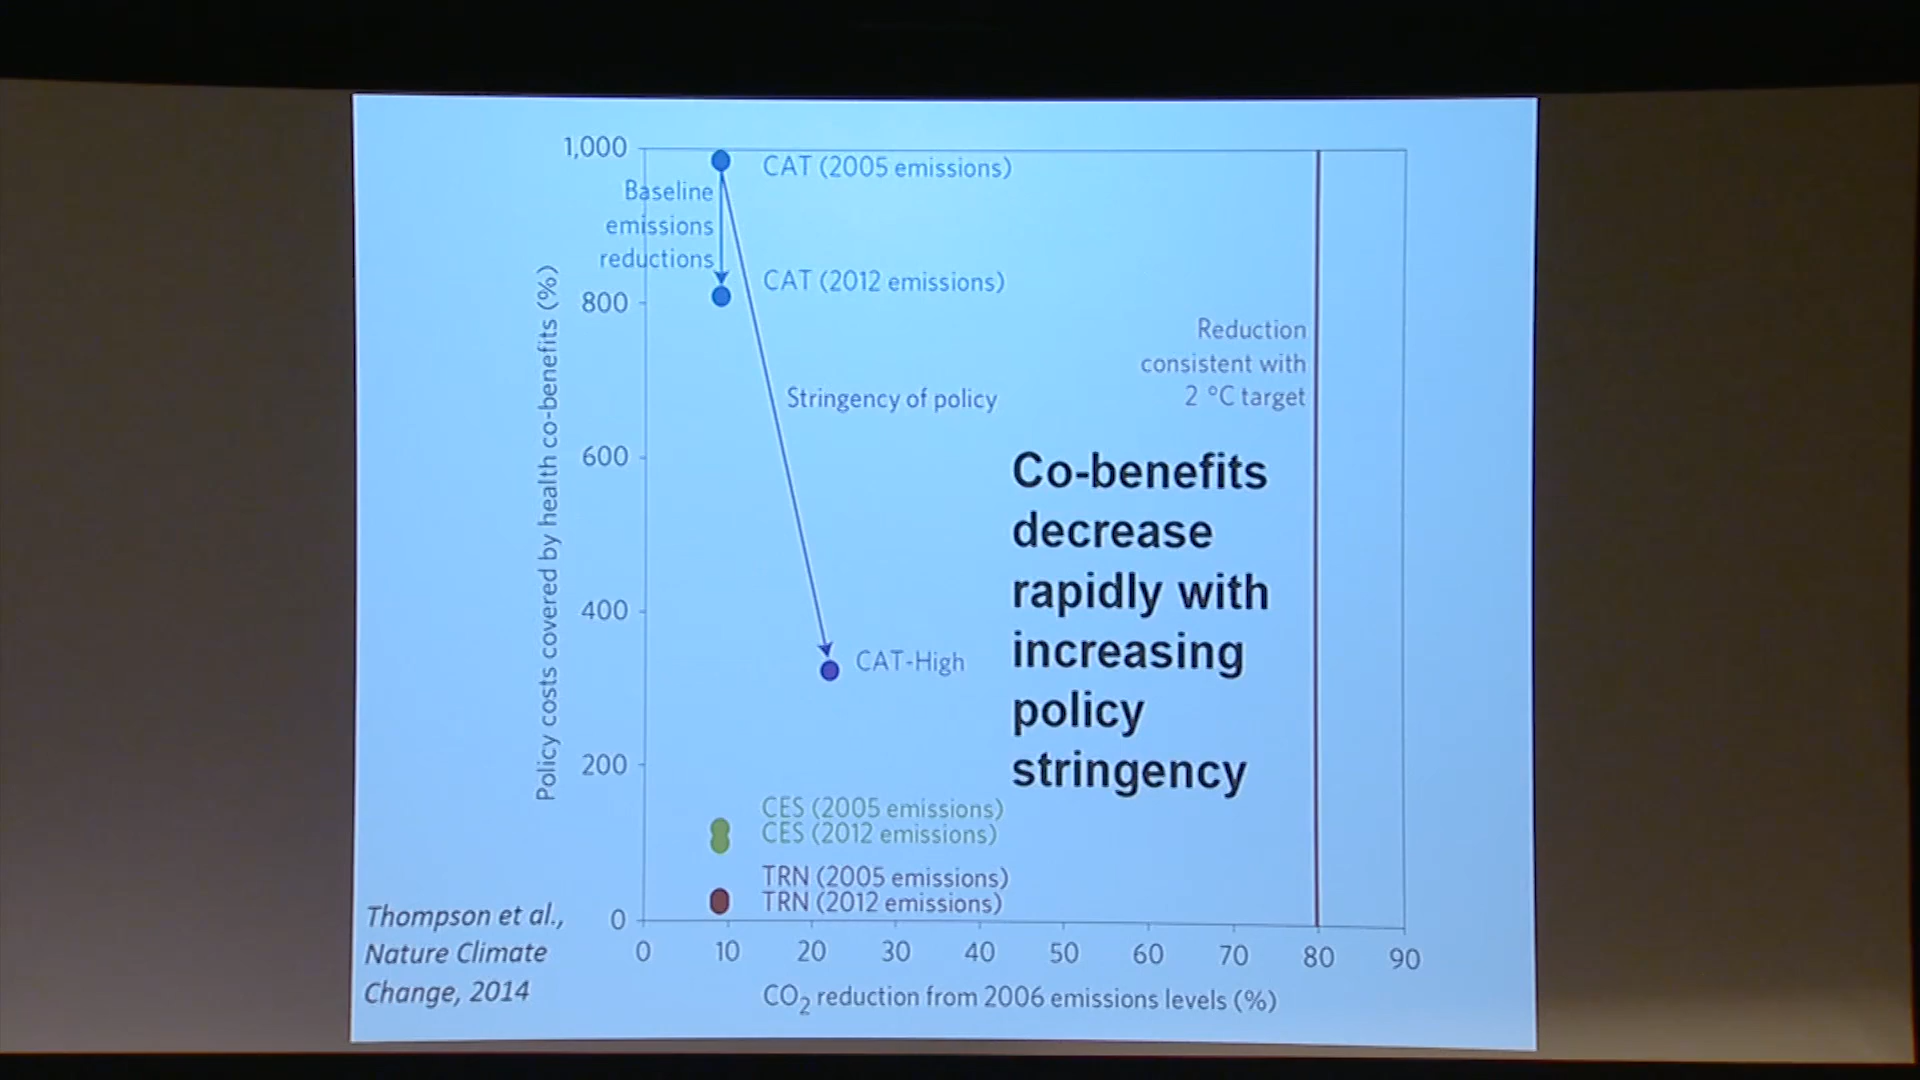 1,000
CAT (2005 emissions)
Baseline
emissions
reductions
CAT (2012 emissions)
800
Reduction
consistent with
2 °C target
Stringency of policy
600
Co-benefits
decrease
rapidly with
increasing
policy
stringency
400
CAT-High
200
CES (2005 emissions)
CES (2012 emissions)
TRN (2005 emissions)
TRN (2012 emissions)
0
Policy costs covered by health co-benefits (%)
0 10 20 30 40 50 60 70 80 90
CO₂ reduction from 2006 emissions levels (%)
Thompson et al.,
Nature Climate
Change, 2014